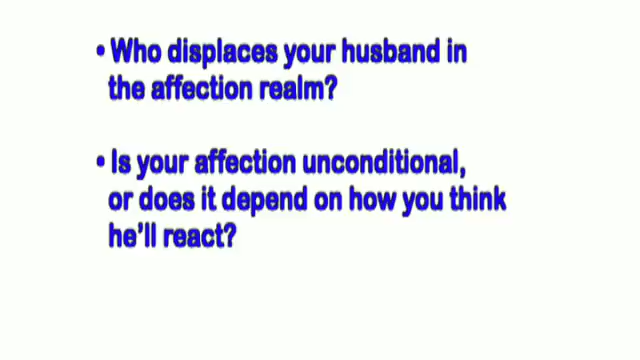 • Who displaces your husband in
the affection realm?
• Is your affection unconditional,
or does it depend on how you think
he'll react?